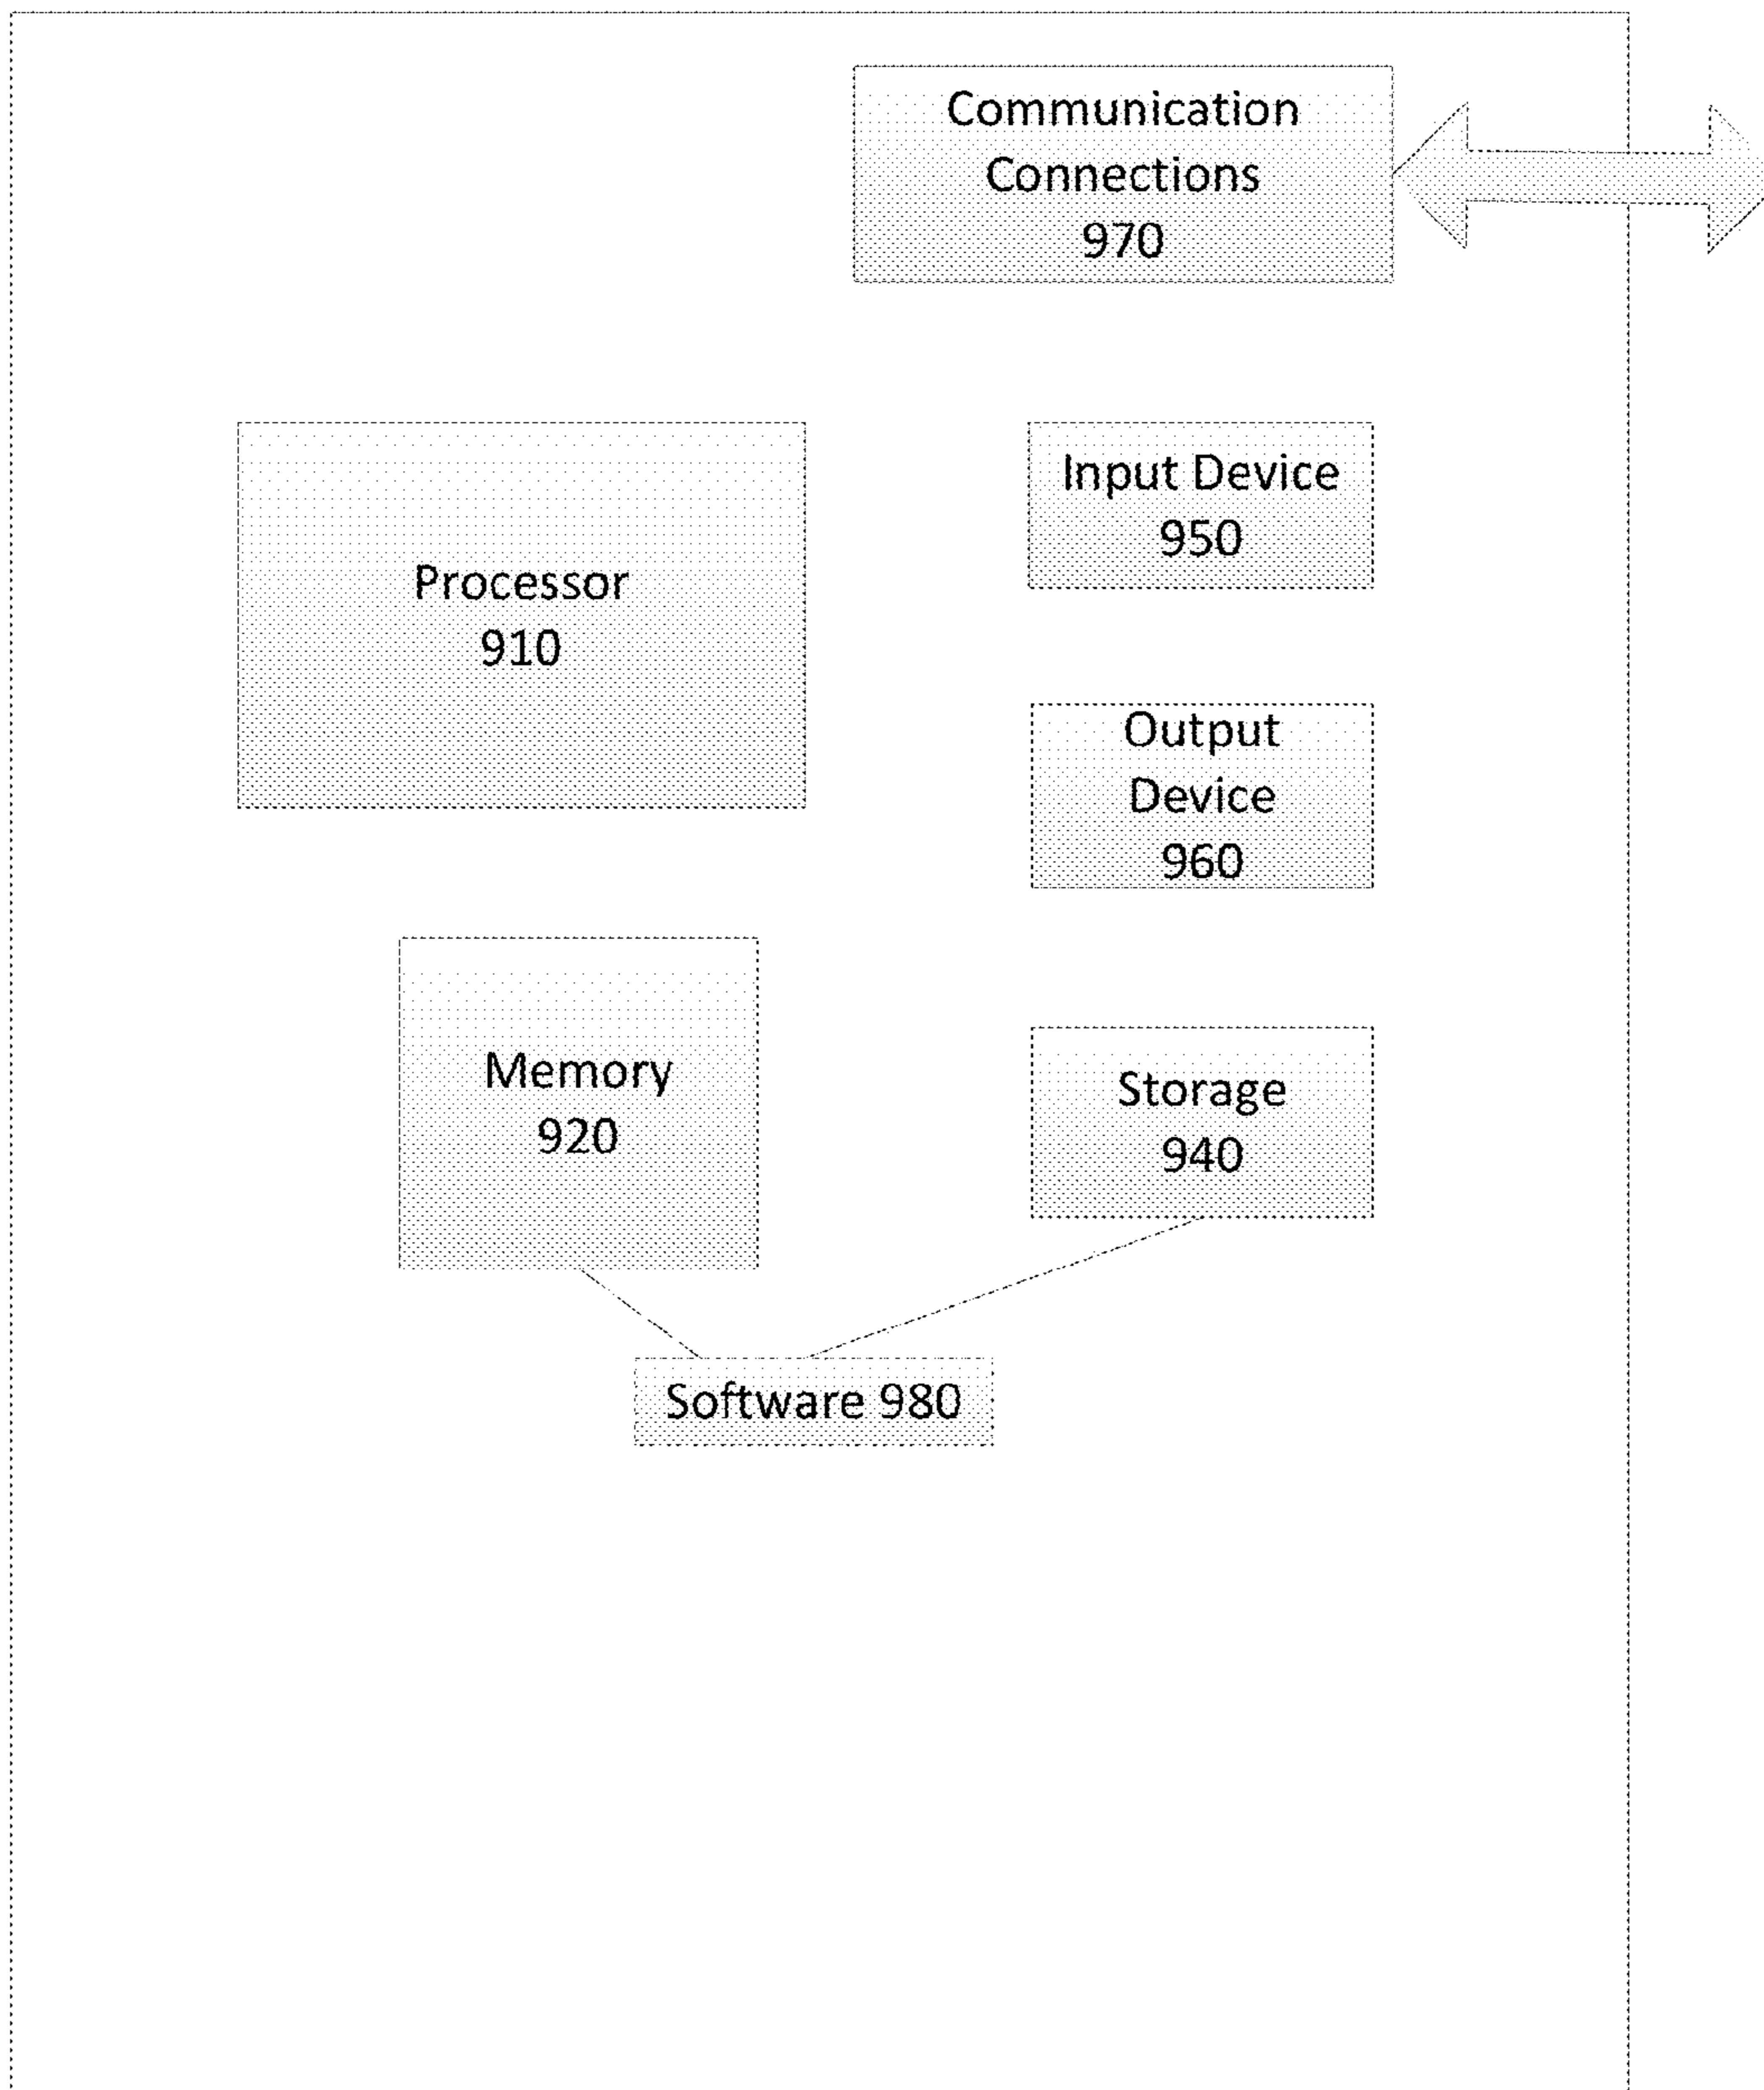 Communication
Connections
970
Input Device
950
Processor
910
Output
Device
960
Memory
920
Storage
940
Software 980